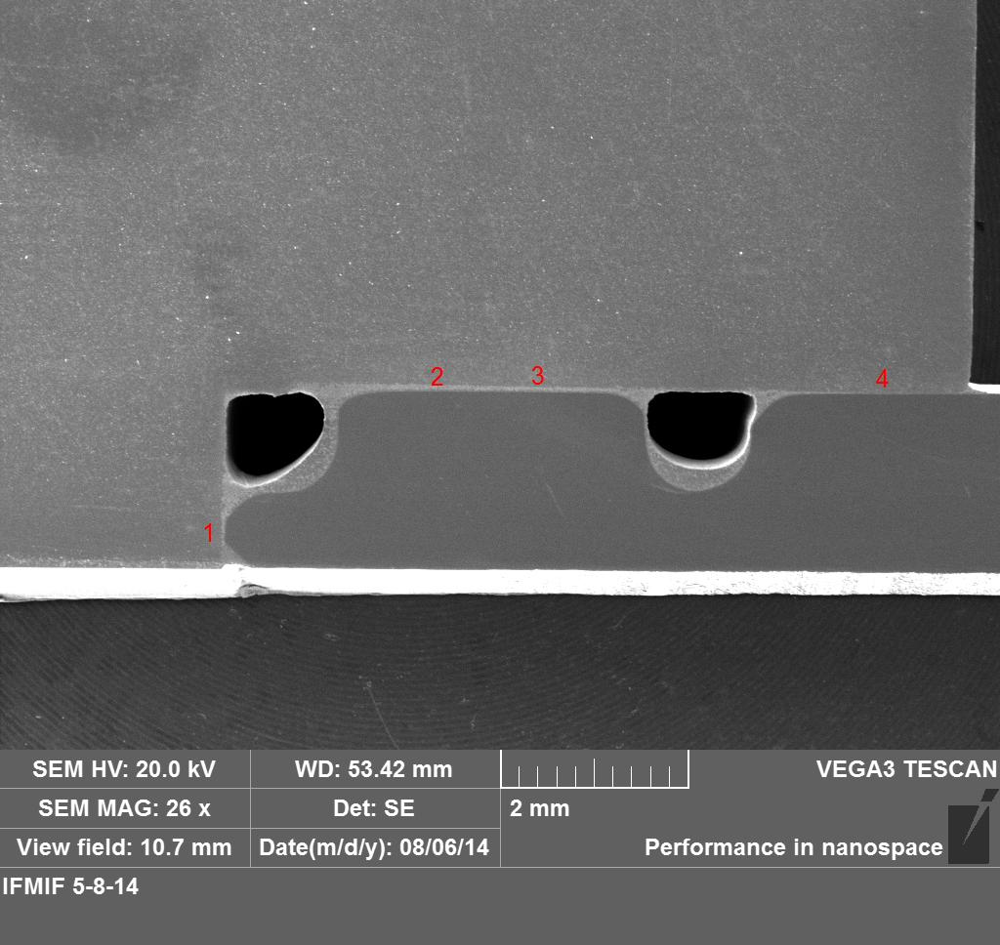 2 3 4
1
SEM HV: 20.0 kV WD: 53.42 mm VEGA3 TESCAN
SEM MAG: 26 x Det: SE 2 mm
View field: 10.7 mm Date(m/d/y): 08/06/14 Performance in nanospace
IFMIF 5-8-14